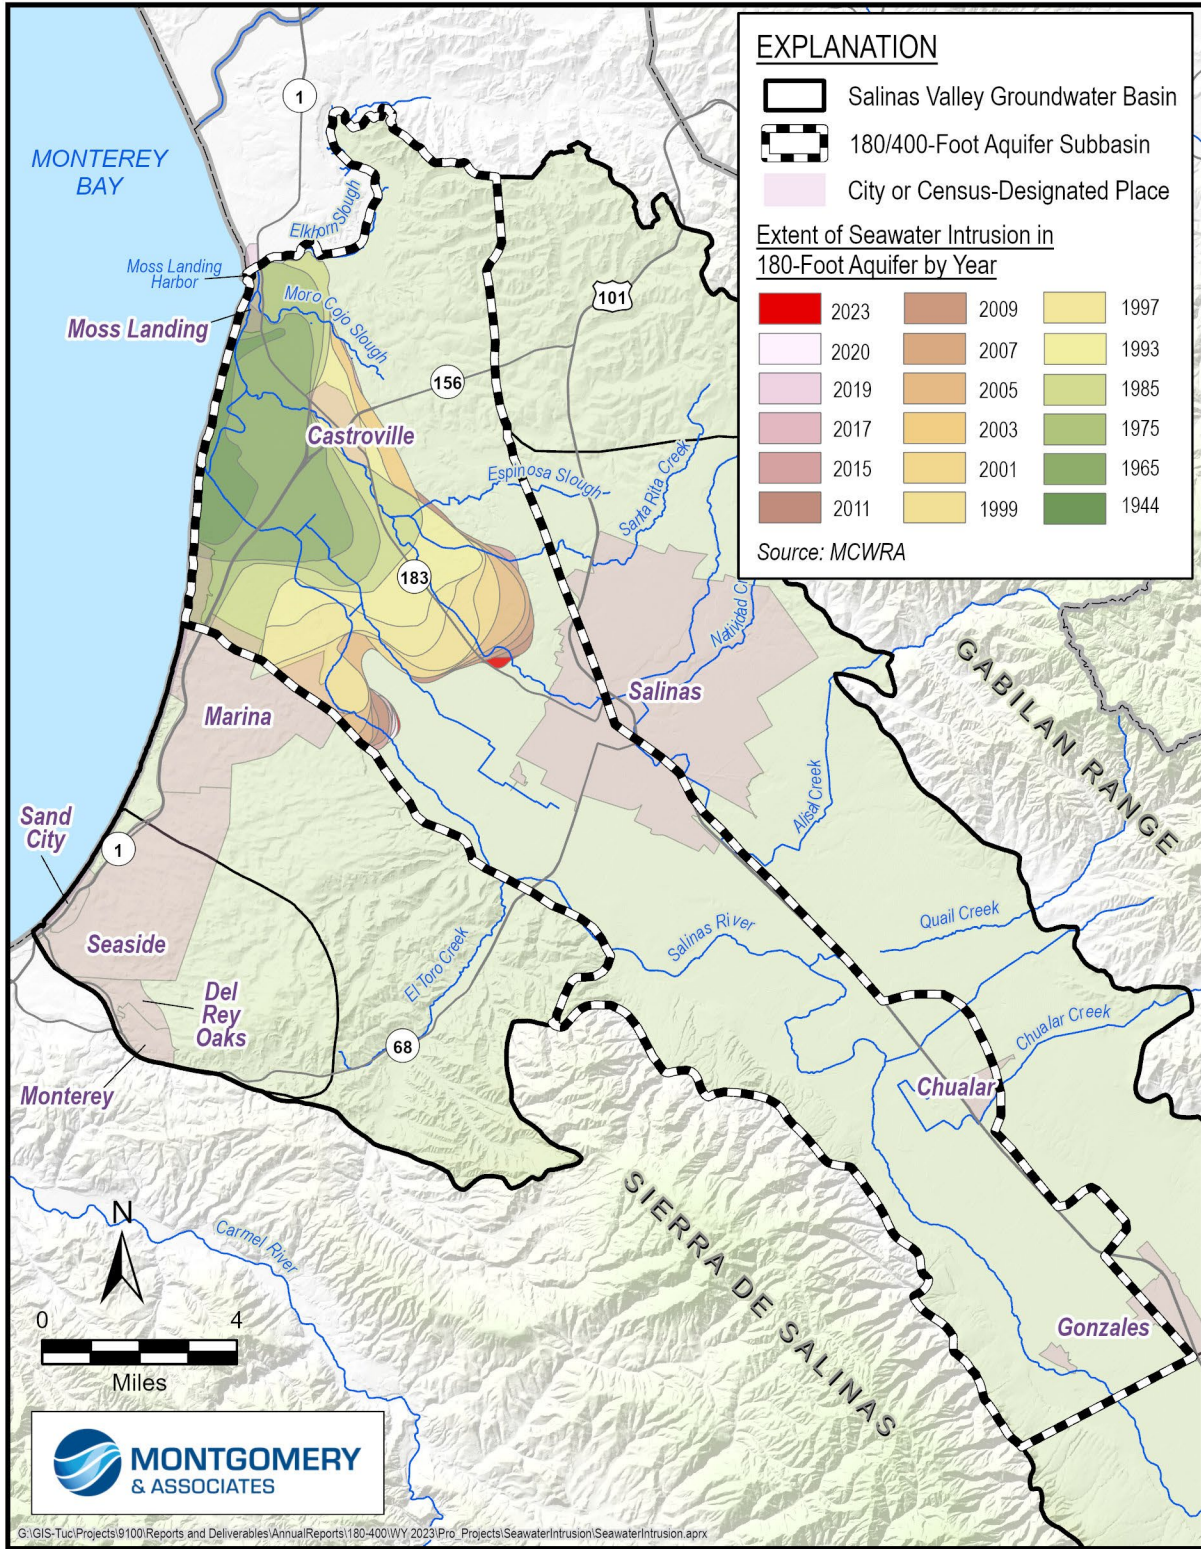 EXPLANATION
Salinas Valley Groundwater Basin
180/400-Foot Aquifer Subbasin
City or Census-Designated Place
Extent of Seawater Intrusion in
180-Foot Aquifer by Year
2023
2009
1997
2020
2007
1993
2019
2005
1985
2017
2003
1975
2015
2001
1965
2011
1999
1944
Source: MCWRA
1
MONTEREY
BAY
Elkhorn Slough
Moss Landing
Harbor
Moro Cojo Slough
Moss Landing
101
156
Castroville
Espinosa Slough
Santa Rita Creek
183
Natividad C
GABILAN RANGE
Salinas
Marina
Alisal Creek
Sand
City
1
Quail Creek
Salinas River
Seaside
El Toro Creek
Del
Rey
Oaks
Chualar Creek
68
Chualar
Monterey
SIERRA DE SALINAS
N
Carmel River
0
4
Miles
Gonzales
MONTGOMERY
& ASSOCIATES
G:\GIS-Tuc\Projects\9100\Reports and Deliverables\AnnualReports\180-400\WY 2023\Pro_Projects\SeawaterIntrusion\SeawaterIntrusion.aprx